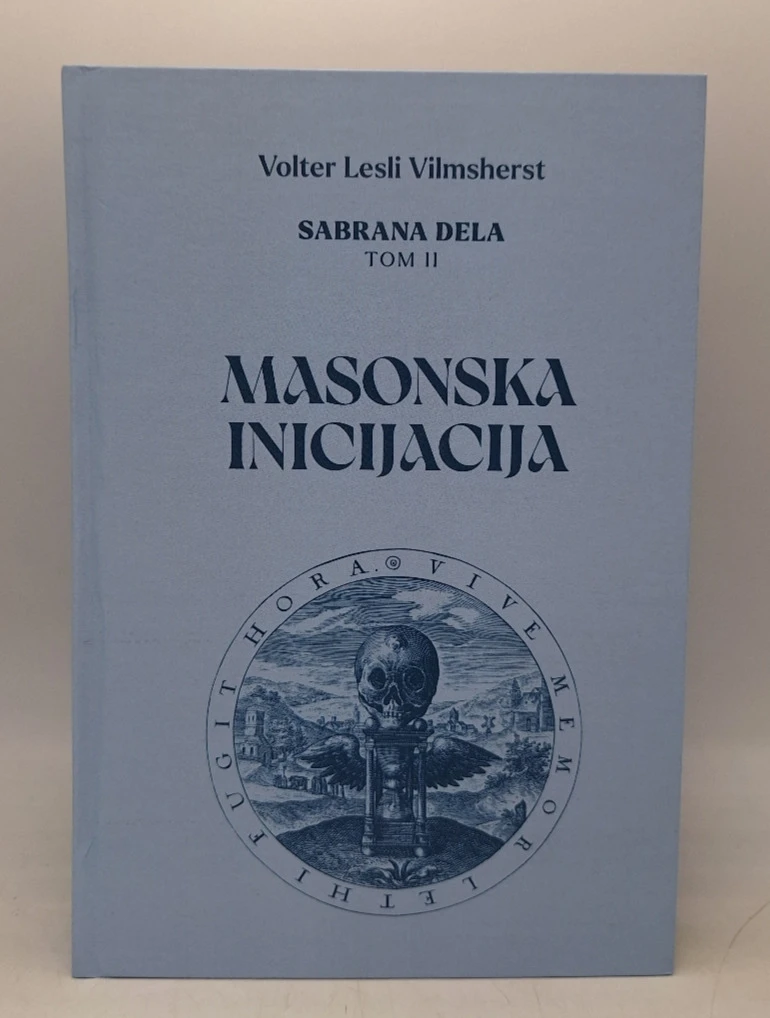 Volter Lesli Vilmsherst
SABRANA DELA
TOM II
MASONSKA
INICIJACIJA
VIVE MEMOR LETHI FUGIT HORA.